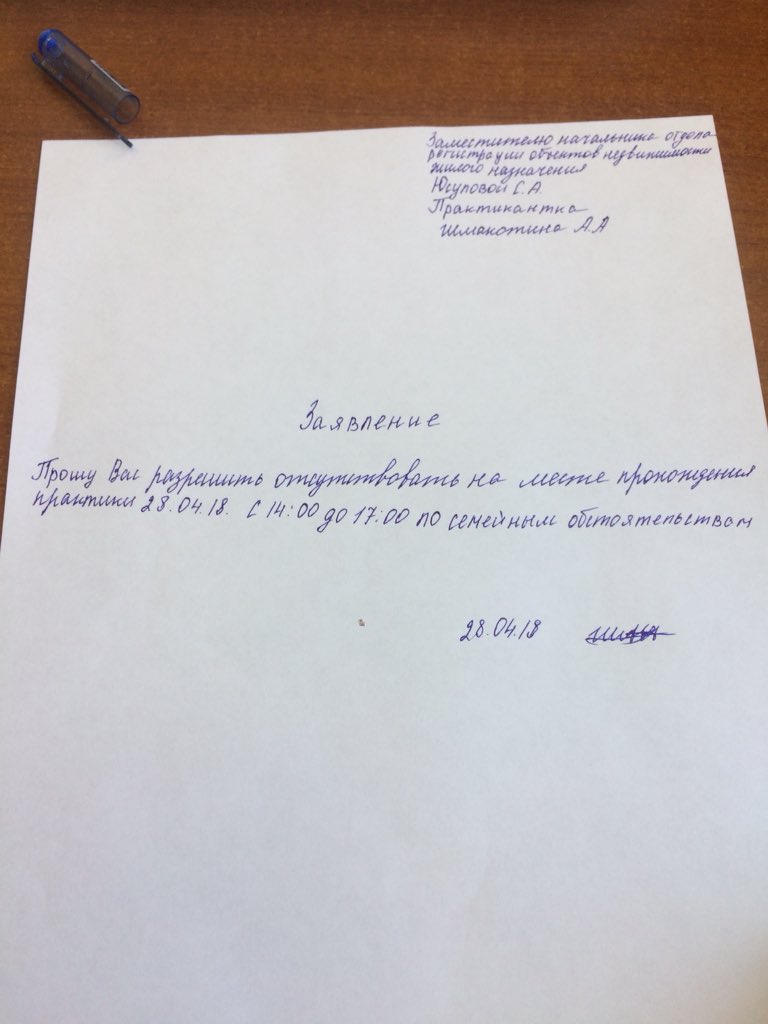 Заместителю начальника отдела
регистрации объектов недвижимости
жилого назначения
Юсуповой С.А.
Практикантка
Шмакотина А.А
Заявление
Прошу Вас разрешить отсутствовать на месте прохождения
практики 28.04.18. С 14:00 до 17:00 по семейным обстоятельствам
28.04.18